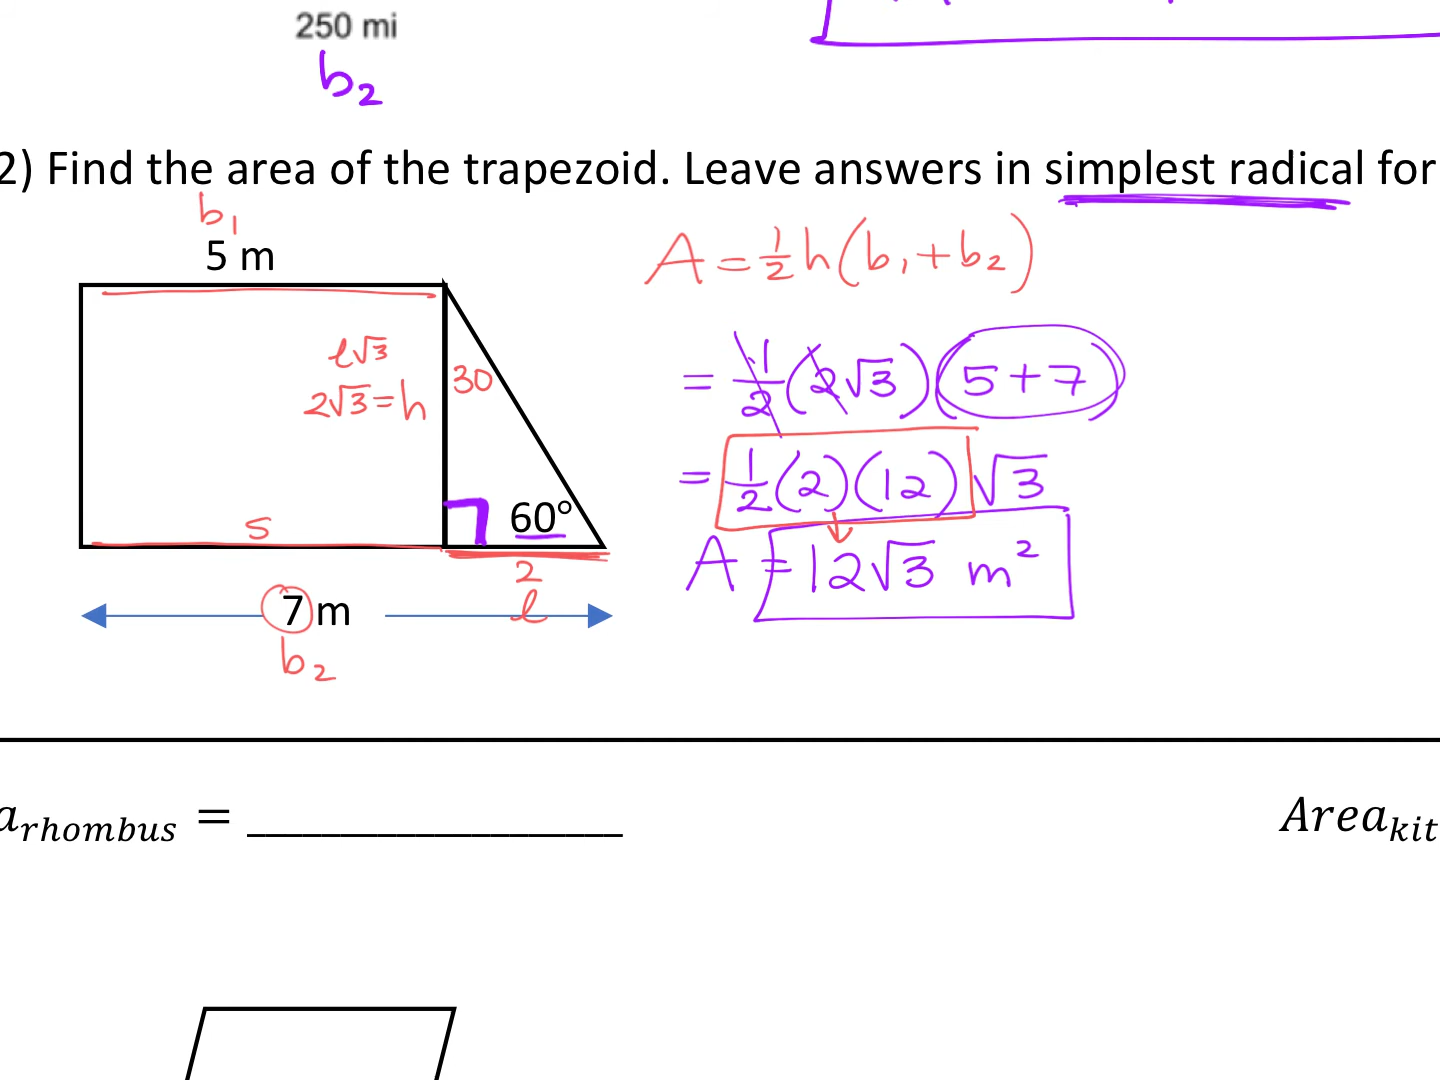 250 mi
b₂
2) Find the area of the trapezoid. Leave answers in simplest radical for
b₁
5 m
A = ½h(b₁+b₂)
l√3
30
2√3 = h
= ½(2√3)(5+7)
= ½(2)(12)√3
5
60°
A = 12√3 m²
2
7 m
l
b₂
a_rhombus = __________________
Area_kit